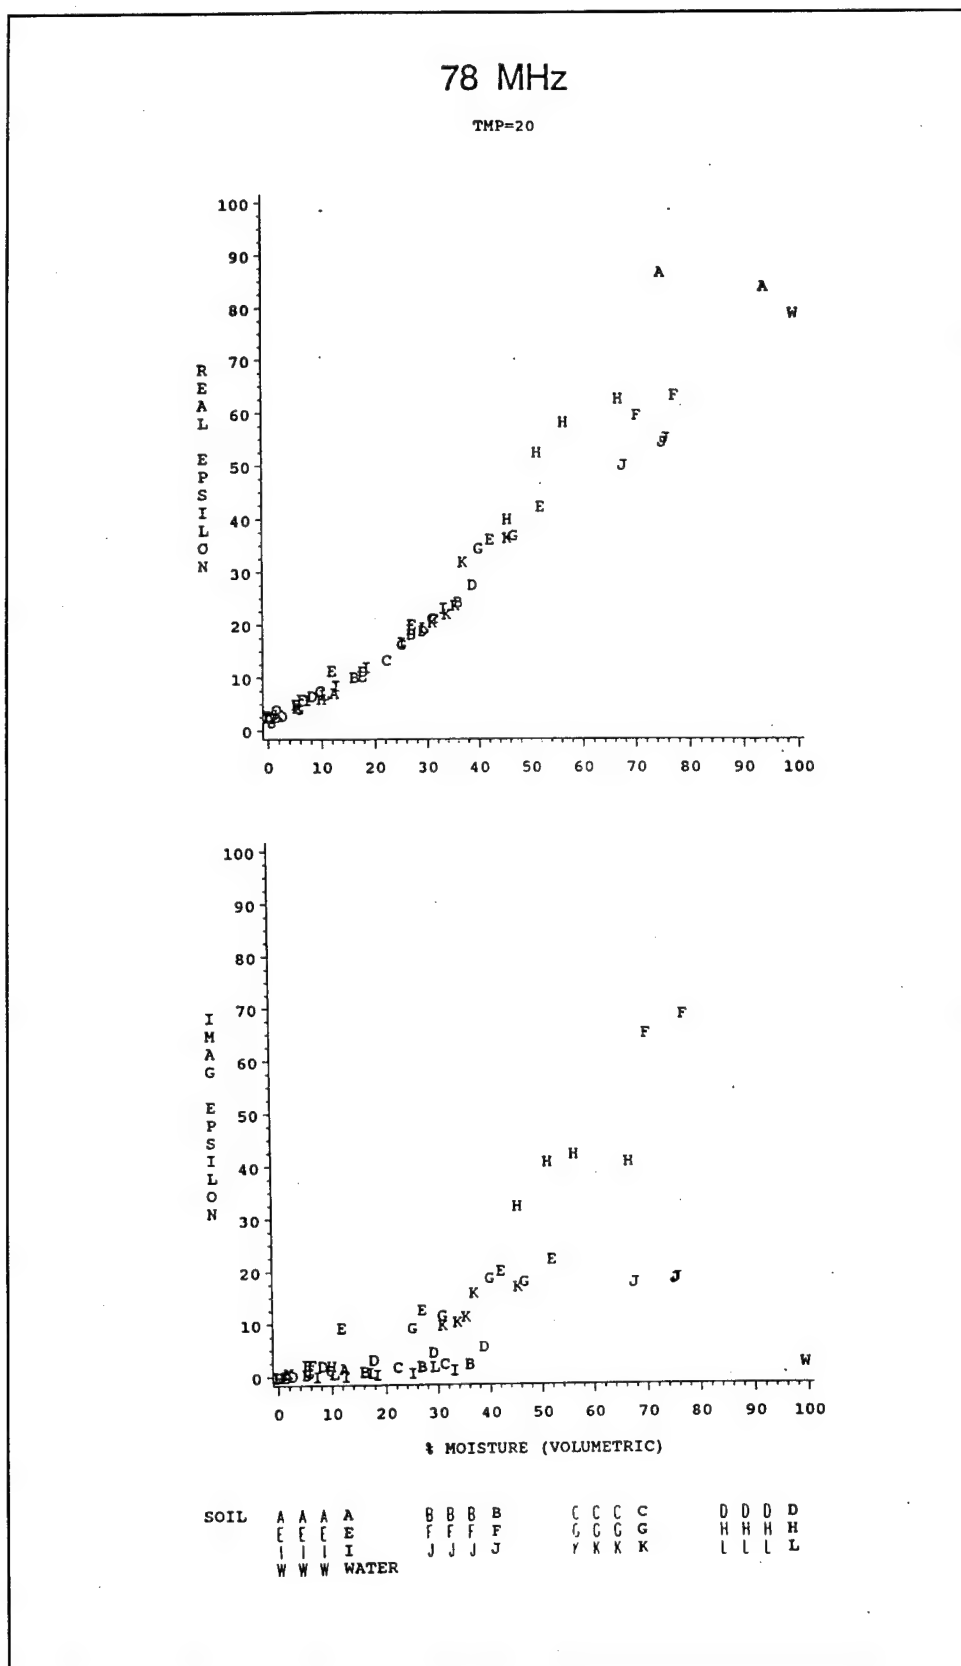 78 MHz
TMP=20
100
90
80
70
60
50
40
30
20
10
0
REAL EPSILON
0 10 20 30 40 50 60 70 80 90 100
100
90
80
70
60
50
40
30
20
10
0
IMAG EPSILON
0 10 20 30 40 50 60 70 80 90 100
% MOISTURE (VOLUMETRIC)
SOIL A A A A B B B B C C C C D D D D
E E E E F F F F G G G G H H H H
I I I I J J J J K K K L L L L
W W W WATER